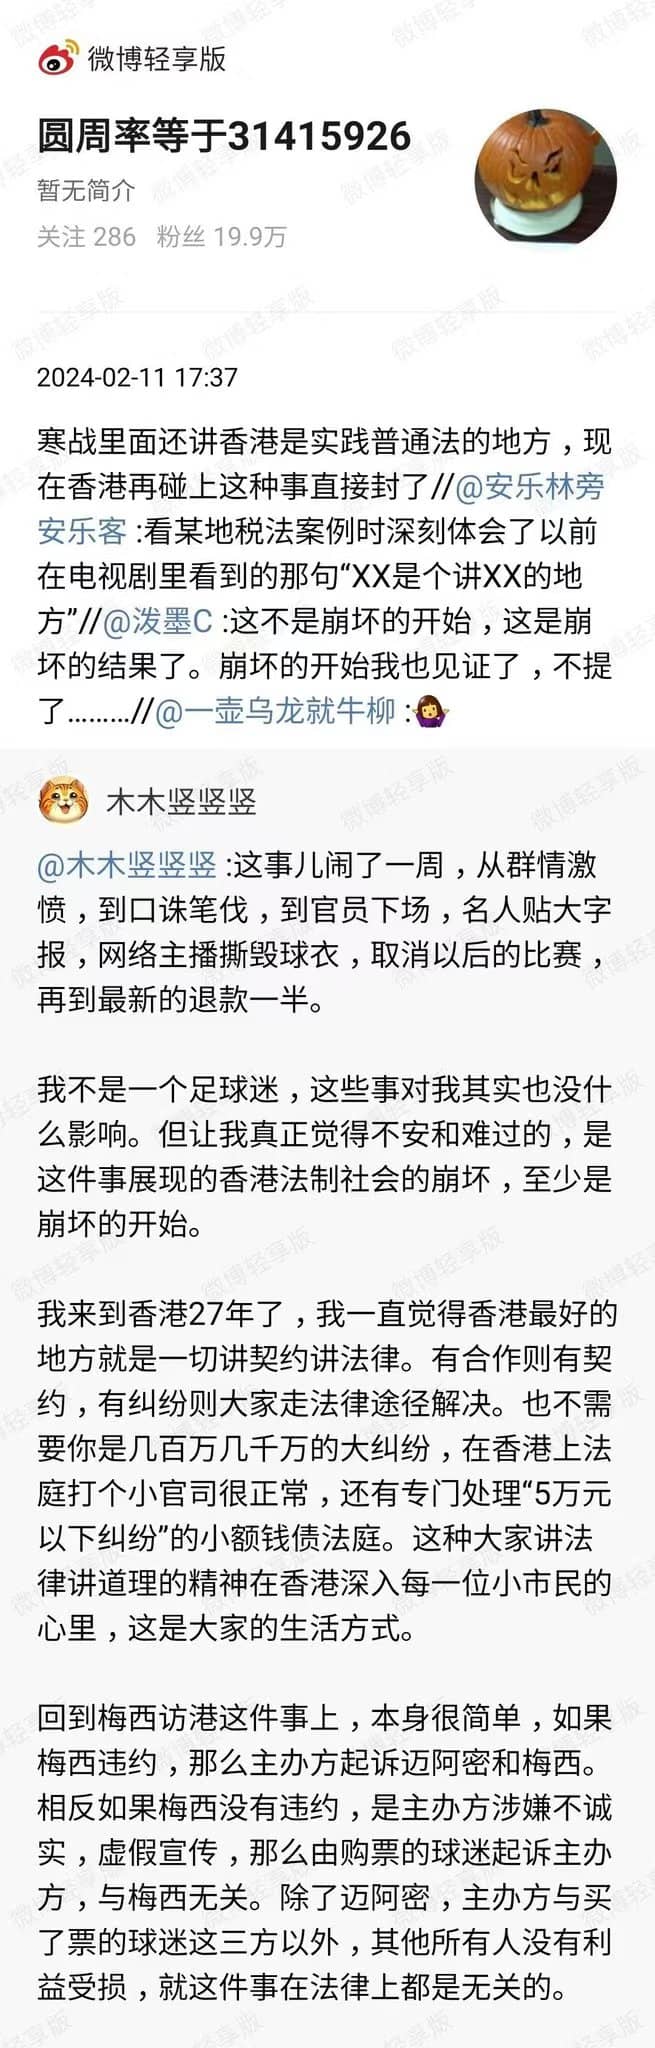 微博轻享版
圆周率等于31415926
暂无简介
关注 286 粉丝 19.9万
2024-02-11 17:37
寒战里面还讲香港是实践普通法的地方，现
在香港再碰上这种事直接封了//@安乐林旁
安乐客 :看某地税法案例时深刻体会了以前
在电视剧里看到的那句“XX是个讲XX的地
方”//@泼墨C :这不是崩坏的开始，这是崩
坏的结果了。崩坏的开始我也见证了，不提
了………//@一壶乌龙就牛柳 :🤷‍♀️
木木竖竖竖
@木木竖竖竖 :这事儿闹了一周，从群情激
愤，到口诛笔伐，到官员下场，名人贴大字
报，网络主播撕毁球衣，取消以后的比赛，
再到最新的退款一半。
我不是一个足球迷，这些事对我其实也没什
么影响。但让我真正觉得不安和难过的，是
这件事展现的香港法制社会的崩坏，至少是
崩坏的开始。
我来到香港27年了，我一直觉得香港最好的
地方就是一切讲契约讲法律。有合作则有契
约，有纠纷则大家走法律途径解决。也不需
要你是几百万几千万的大纠纷，在香港上法
庭打个小官司很正常，还有专门处理“5万元
以下纠纷”的小额钱债法庭。这种大家讲法
律讲道理的精神在香港深入每一位小市民的
心里，这是大家的生活方式。
回到梅西访港这件事上，本身很简单，如果
梅西违约，那么主办方起诉迈阿密和梅西。
相反如果梅西没有违约，是主办方涉嫌不诚
实，虚假宣传，那么由购票的球迷起诉主办
方，与梅西无关。除了迈阿密，主办方与买
了票的球迷这三方以外，其他所有人没有利
益受损，就这件事在法律上都是无关的。